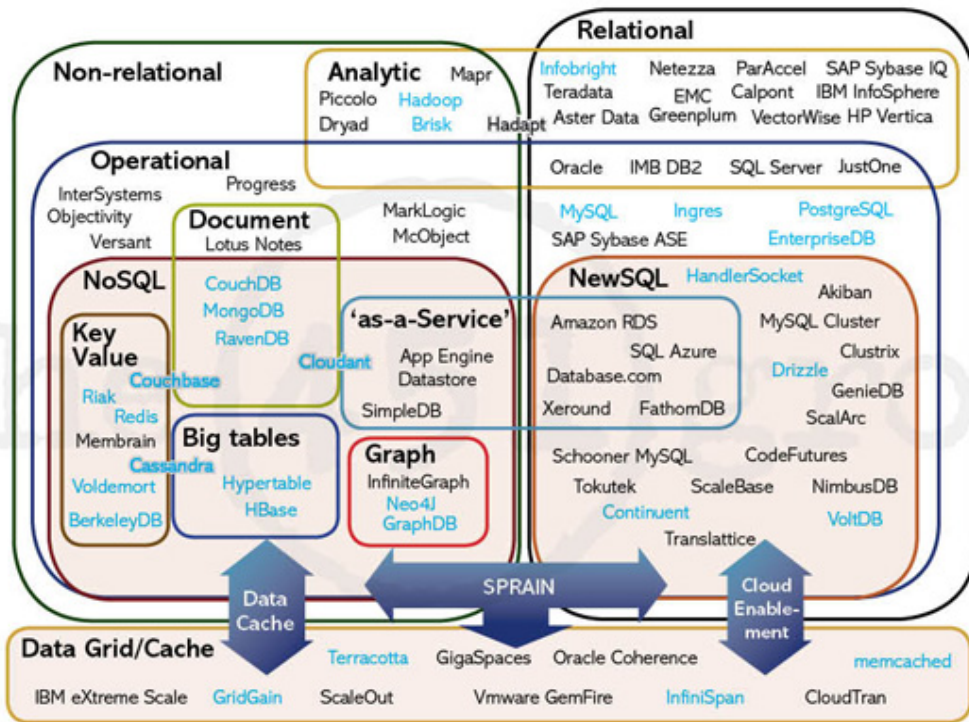 Relational
Non-relational
Analytic
Mapr
Piccolo
Hadoop
Dryad
Brisk
Hadapt
Infobright
Netezza
ParAccel
SAP Sybase IQ
Teradata
EMC
Calpont
IBM InfoSphere
Aster Data
Greenplum
VectorWise
HP Vertica
Operational
Oracle
IMB DB2
SQL Server
JustOne
InterSystems
Progress
Objectivity
Versant
Document
Lotus Notes
MarkLogic
McObject
MySQL
Ingres
PostgreSQL
SAP Sybase ASE
EnterpriseDB
NoSQL
CouchDB
MongoDB
RavenDB
Key
Value
Couchbase
Riak
Redis
Membrain
Cassandra
Voldemort
BerkeleyDB
Big tables
Hypertable
HBase
'as-a-Service'
Cloudant
App Engine
Datastore
SimpleDB
Graph
InfiniteGraph
Neo4J
GraphDB
NewSQL
HandlerSocket
Akiban
Amazon RDS
MySQL Cluster
SQL Azure
Clustrix
Database.com
Drizzle
GenieDB
Xeround
FathomDB
ScalArc
Schooner MySQL
CodeFutures
Tokutek
ScaleBase
NimbusDB
Continuent
VoltDB
Translattice
Data
Cache
SPRAIN
Cloud
Enable-
ment
Data Grid/Cache
Terracotta
GigaSpaces
Oracle Coherence
memcached
IBM eXtreme Scale
GridGain
ScaleOut
Vmware GemFire
InfiniSpan
CloudTran